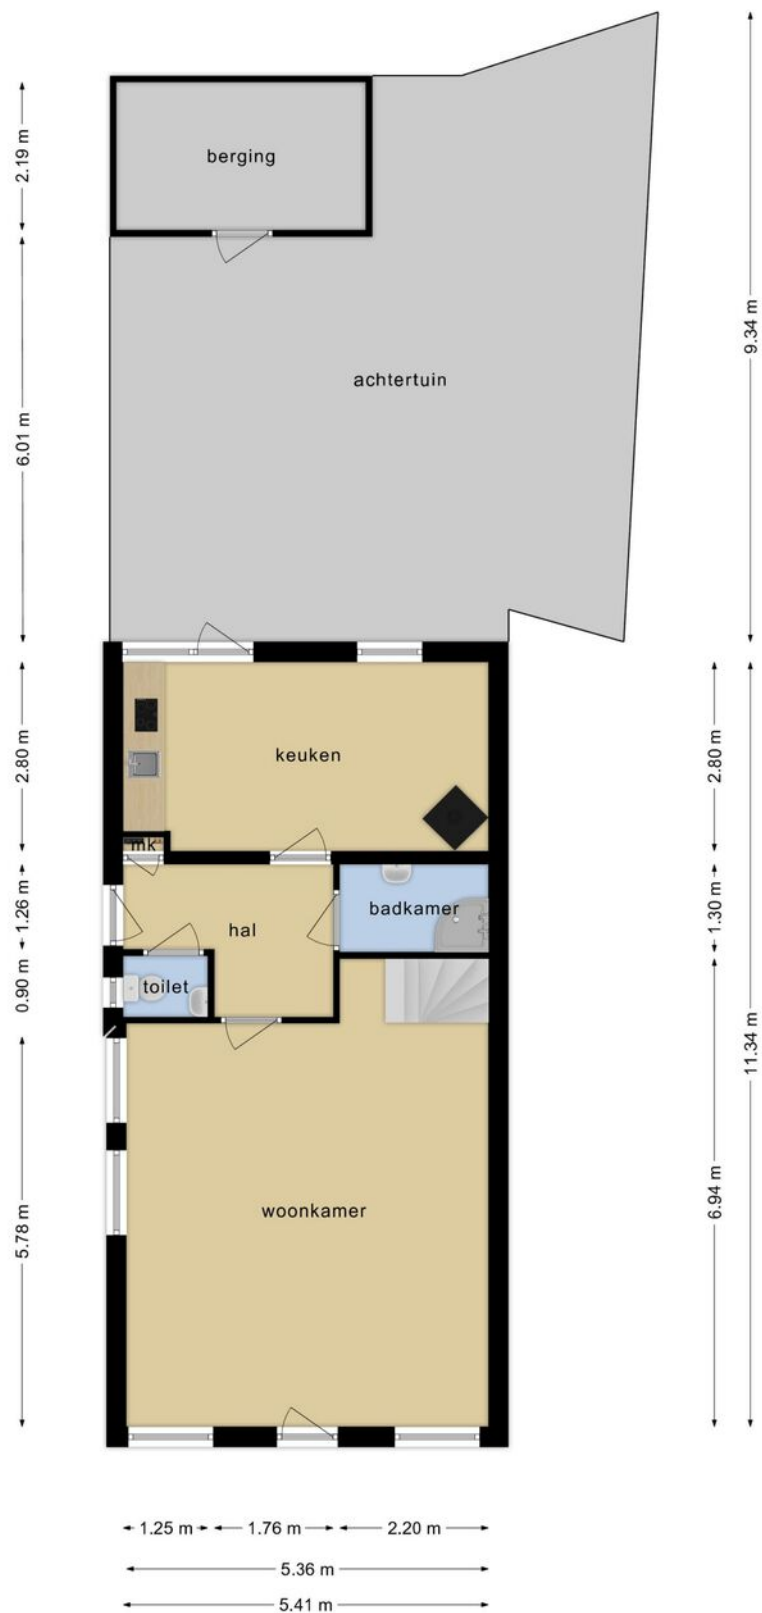 berging
achtertuin
keuken
mk
badkamer
hal
toilet
woonkamer
2.19 m
6.01 m
2.80 m
1.26 m
0.90 m
5.78 m
9.34 m
2.80 m
1.30 m
6.94 m
11.34 m
1.25 m
1.76 m
2.20 m
5.36 m
5.41 m